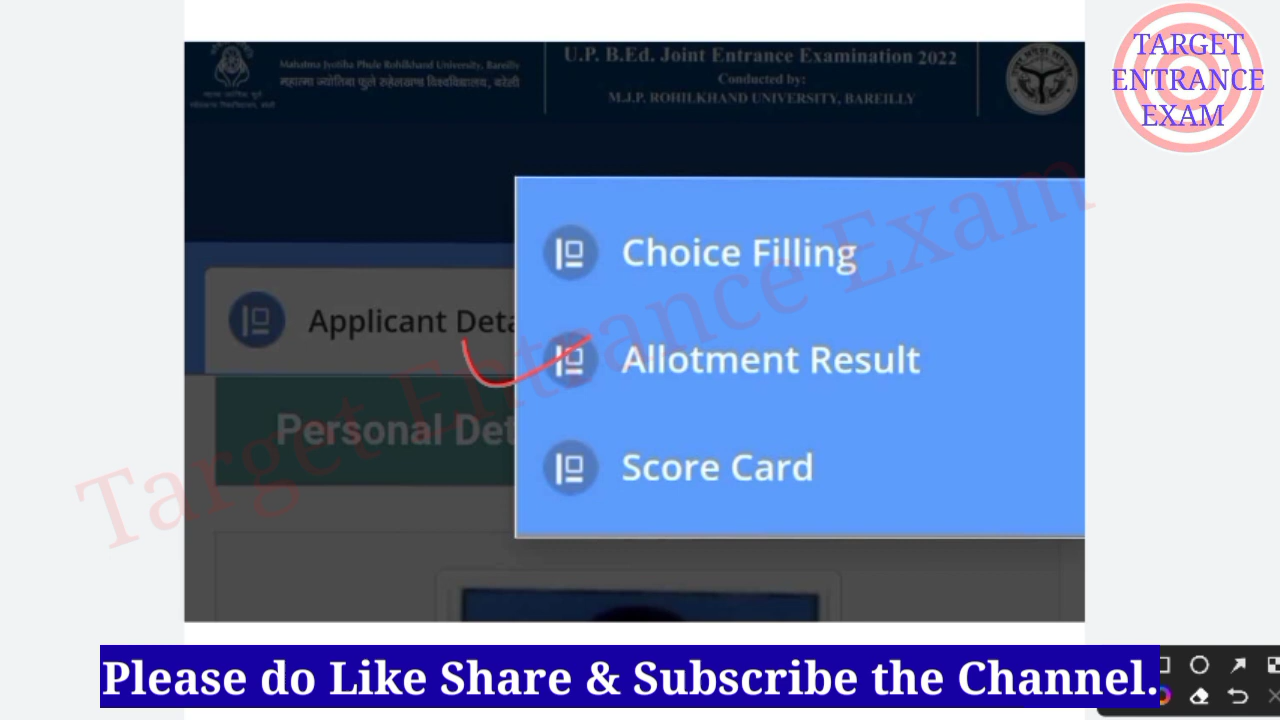 Mahatma Jyotiba Phule Rohilkhand University, Bareilly
महात्मा ज्योतिबा फुले रुहेलखण्ड विश्वविद्यालय, बरेली
U.P. B.Ed. Joint Entrance Examination 2022
Conducted by:
M.J.P. ROHILKHAND UNIVERSITY, BAREILLY
TARGET
ENTRANCE
EXAM
Choice Filling
Applicant Deta
Allotment Result
Personal Det
Score Card
Target Entrance Exam
Please do Like Share & Subscribe the Channel.